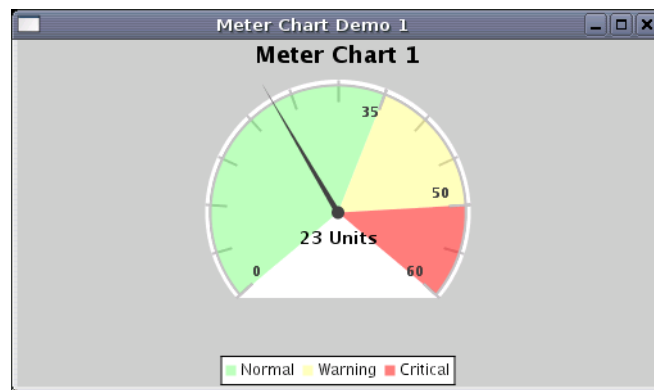 Meter Chart Demo 1
Meter Chart 1
35
50
23 Units
0
60
Normal Warning Critical